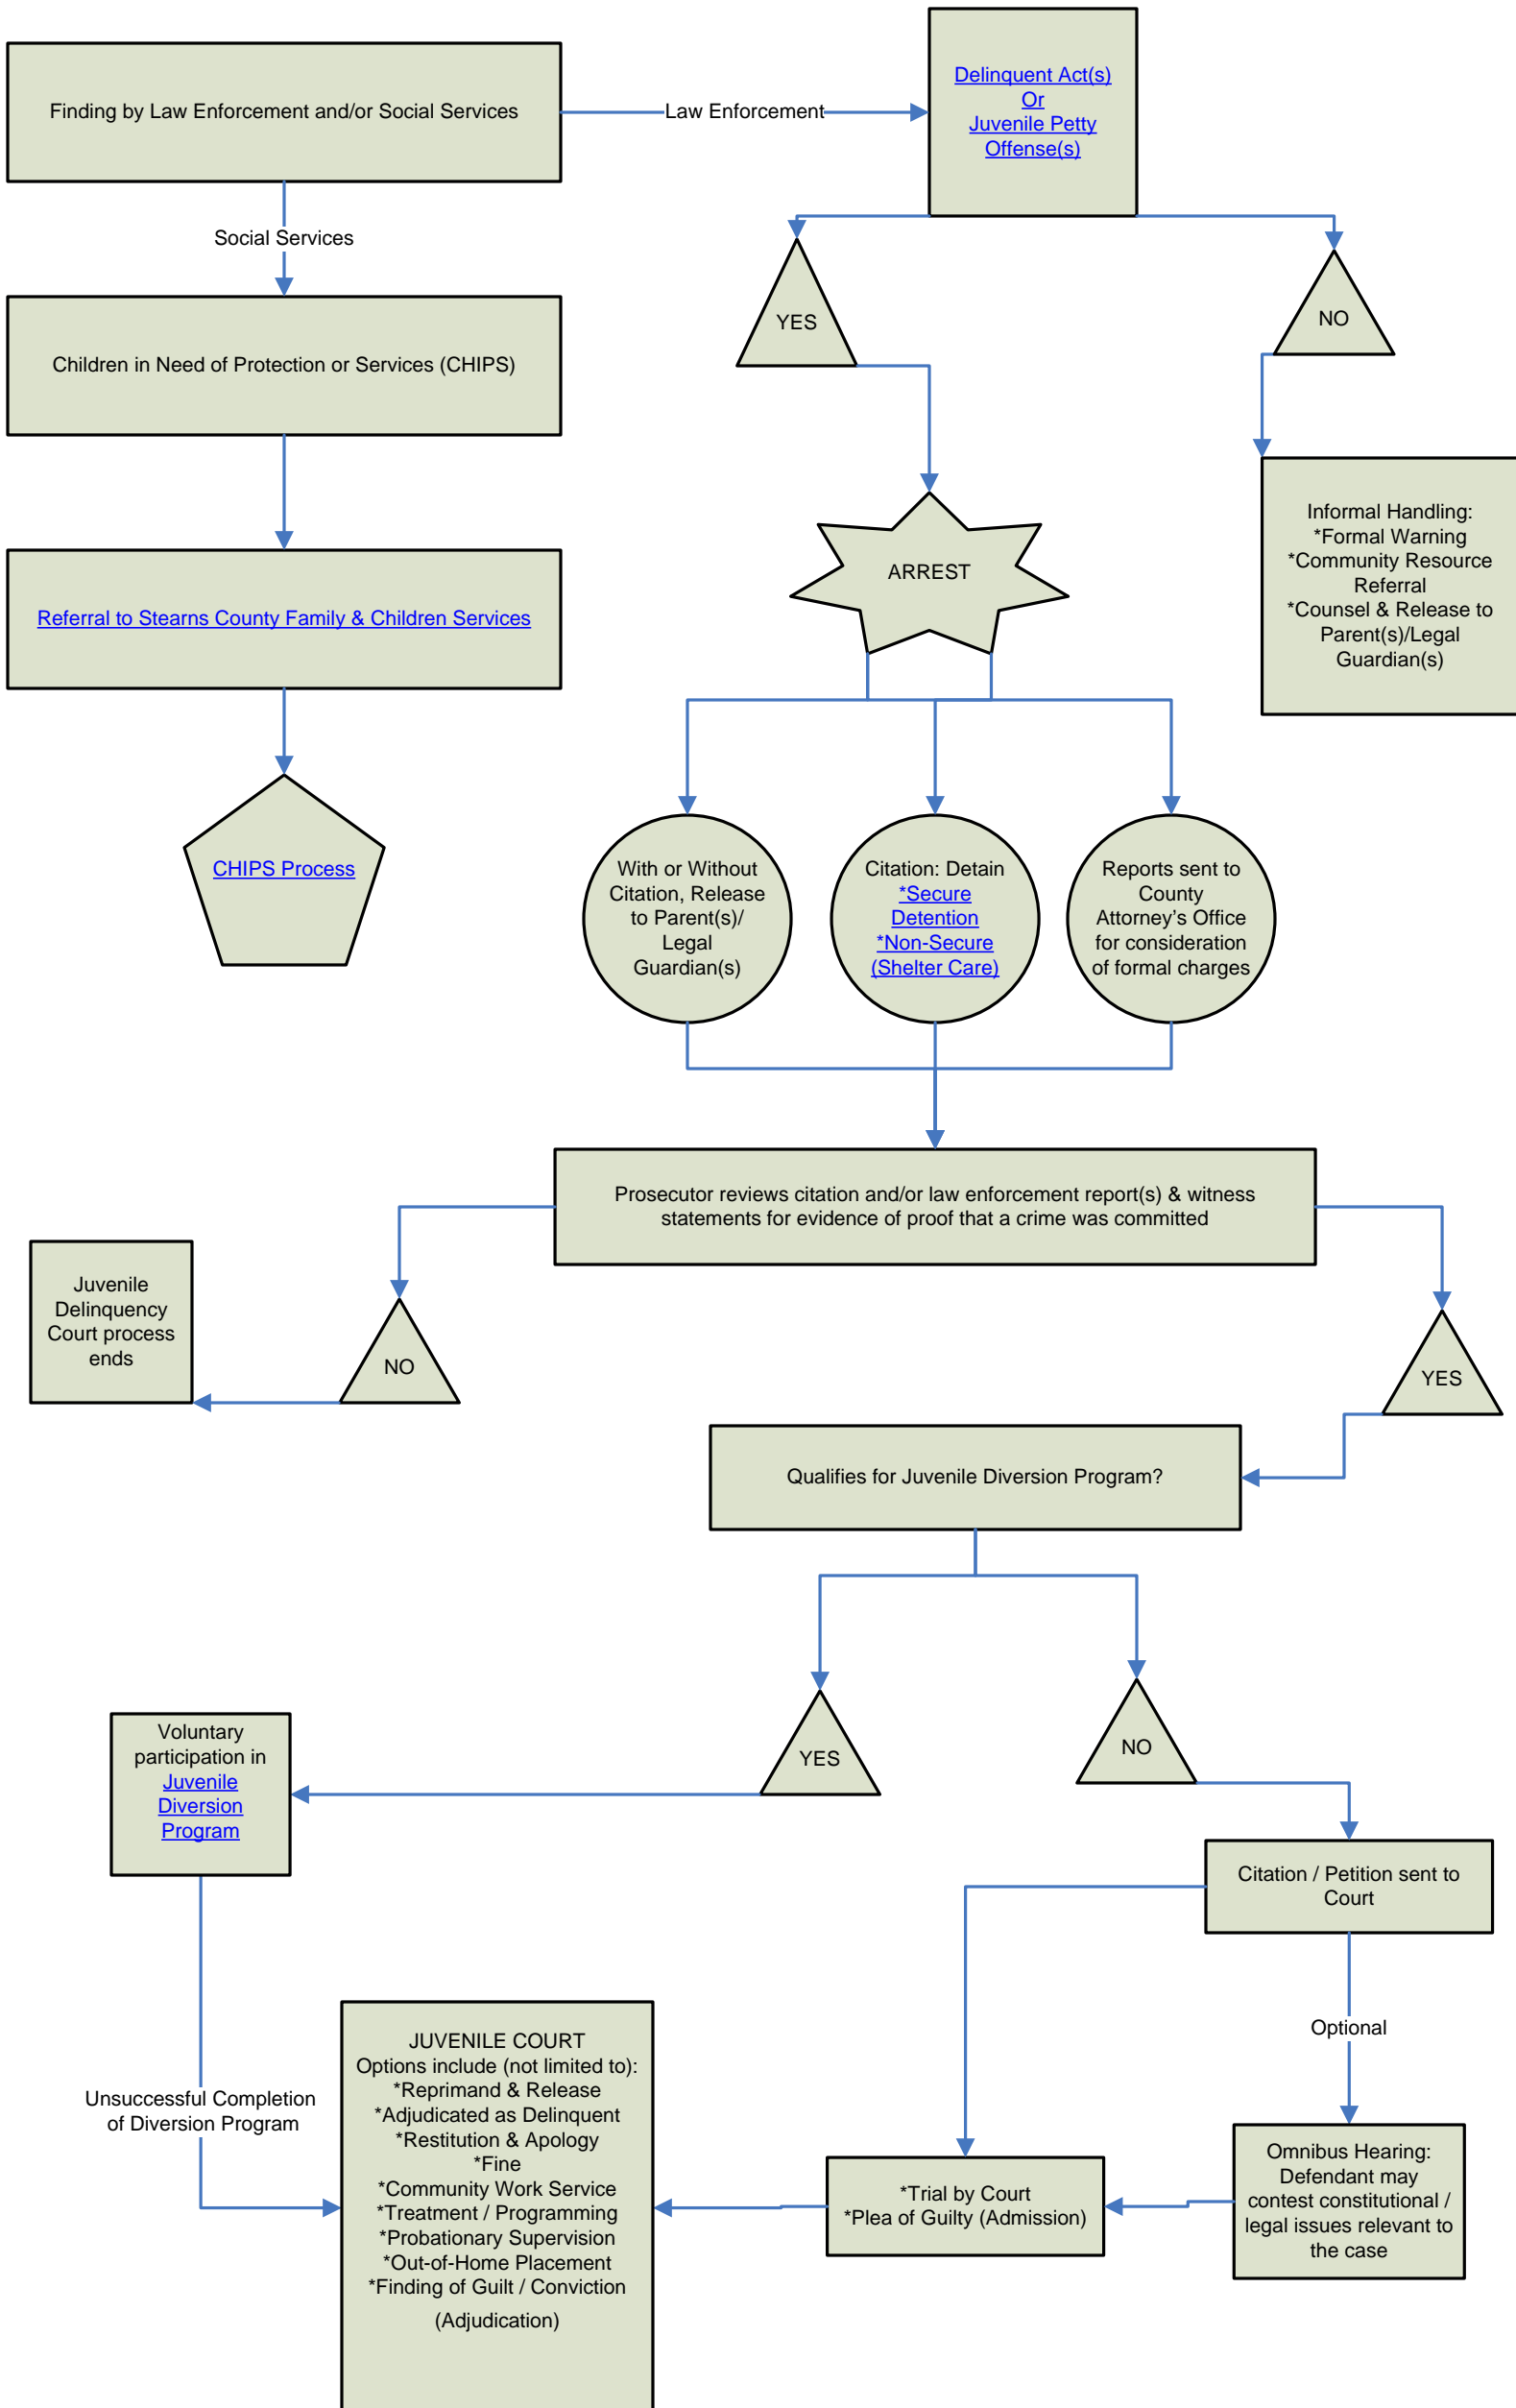 Finding by Law Enforcement and/or Social Services
Law Enforcement
Delinquent Act(s)
Or
Juvenile Petty
Offense(s)
Social Services
YES
NO
Children in Need of Protection or Services (CHIPS)
Informal Handling:
*Formal Warning
*Community Resource
Referral
*Counsel & Release to
Parent(s)/Legal
Guardian(s)
ARREST
Referral to Stearns County Family & Children Services
CHIPS Process
With or Without
Citation, Release
to Parent(s)/
Legal
Guardian(s)
Citation: Detain
*Secure
Detention
*Non-Secure
(Shelter Care)
Reports sent to
County
Attorney’s Office
for consideration
of formal charges
Prosecutor reviews citation and/or law enforcement report(s) & witness
statements for evidence of proof that a crime was committed
Juvenile
Delinquency
Court process
ends
NO
YES
Qualifies for Juvenile Diversion Program?
YES
NO
Voluntary
participation in
Juvenile
Diversion
Program
Citation / Petition sent to
Court
Optional
Unsuccessful Completion
of Diversion Program
JUVENILE COURT
Options include (not limited to):
*Reprimand & Release
*Adjudicated as Delinquent
*Restitution & Apology
*Fine
*Community Work Service
*Treatment / Programming
*Probationary Supervision
*Out-of-Home Placement
*Finding of Guilt / Conviction
(Adjudication)
*Trial by Court
*Plea of Guilty (Admission)
Omnibus Hearing:
Defendant may
contest constitutional /
legal issues relevant to
the case